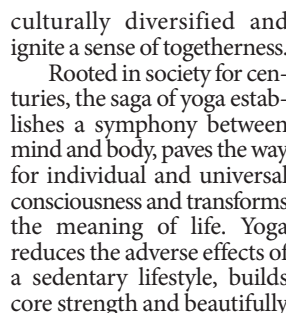 culturally diversified and
ignite a sense of togetherness.
Rooted in society for cen-
turies, the saga of yoga estab-
lishes a symphony between
mind and body, paves the way
for individual and universal
consciousness and transforms
the meaning of life. Yoga
reduces the adverse effects of
a sedentary lifestyle, builds
core strength and beautifully